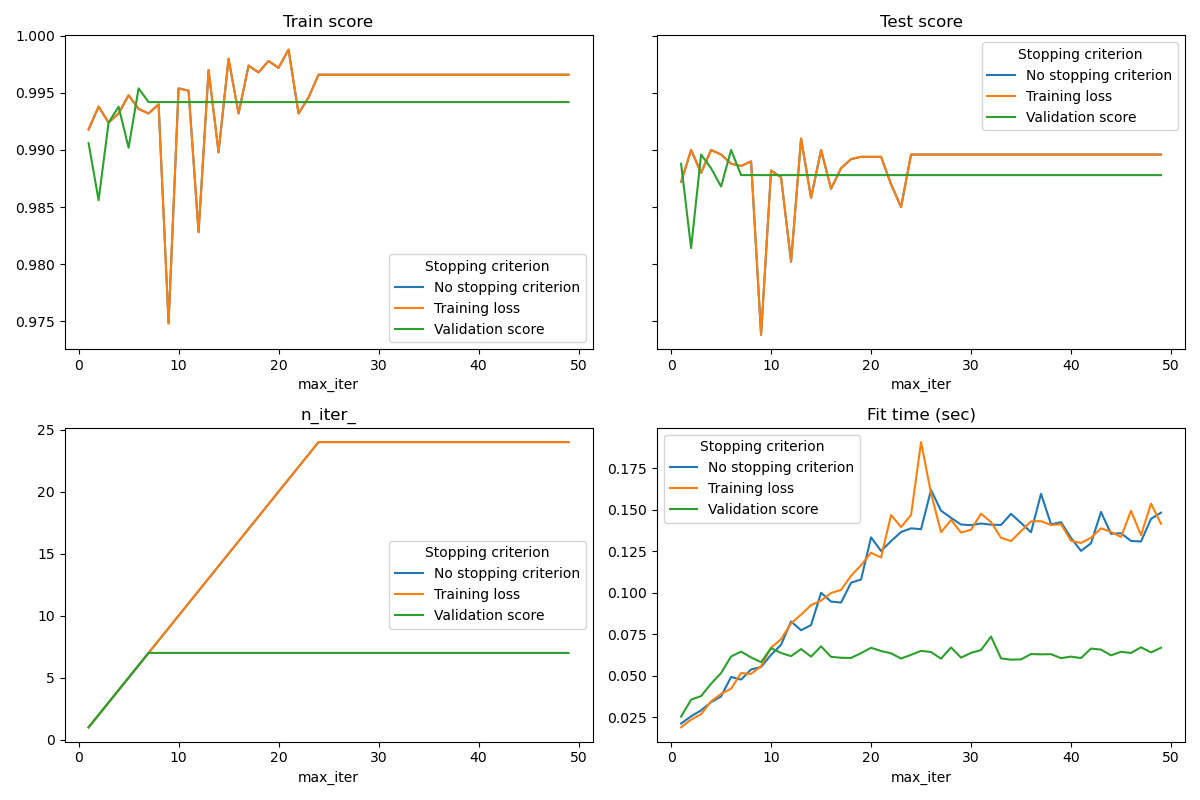 Train score
1.000
0.995
0.990
0.985
0.980
0.975
Stopping criterion
No stopping criterion
Training loss
Validation score
0 10 20 30 40 50
max_iter
Test score
Stopping criterion
No stopping criterion
Training loss
Validation score
0 10 20 30 40 50
max_iter
n_iter_
25
20
15
10
5
0
Stopping criterion
No stopping criterion
Training loss
Validation score
0 10 20 30 40 50
max_iter
Fit time (sec)
0.175
0.150
0.125
0.100
0.075
0.050
0.025
Stopping criterion
No stopping criterion
Training loss
Validation score
0 10 20 30 40 50
max_iter